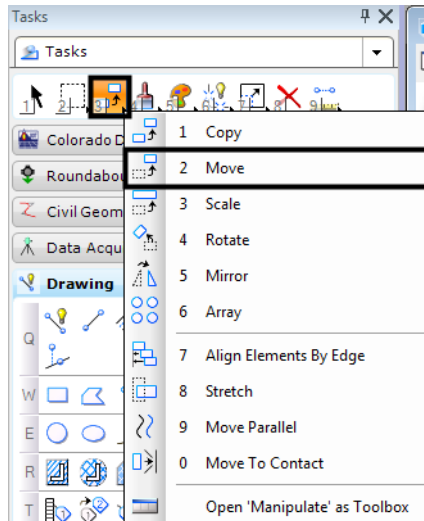 Tasks
Tasks
1 2 3 4 5 6 7 8 9
Colorado D
Roundabou
Civil Geom
Data Acqu
Drawing
Q
W
E
R
T
1 Copy
2 Move
3 Scale
4 Rotate
5 Mirror
6 Array
7 Align Elements By Edge
8 Stretch
9 Move Parallel
0 Move To Contact
Open 'Manipulate' as Toolbox